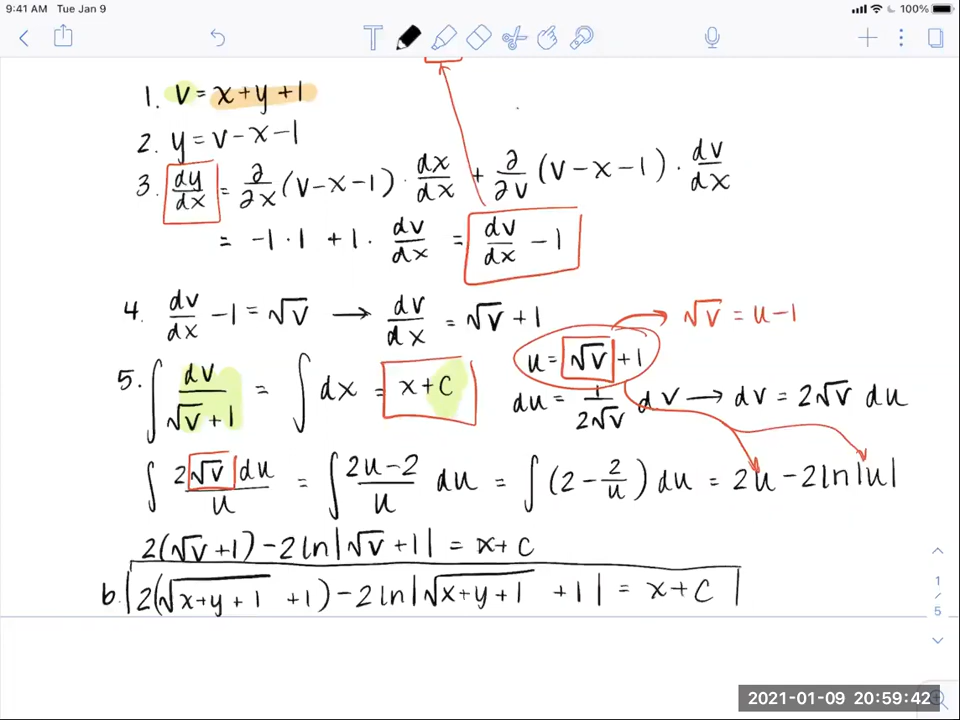 9:41 AM Tue Jan 9
100%
1. v = x+y+1
2. y = v-x-1
3. dy/dx = ∂/∂x (v-x-1) · dx/dx + ∂/∂v (v-x-1) · dv/dx
= -1·1 + 1· dv/dx = dv/dx - 1
4. dv/dx - 1 = √v → dv/dx = √v + 1
→ √v = u-1
u = √v + 1
5. ∫ dv/(√v+1) = ∫ dx = x+c
du = 1/(2√v) dv → dv = 2√v du
∫ 2√v du/u = ∫ (2u-2)/u du = ∫ (2 - 2/u) du = 2u - 2ln|u|
2(√v+1) - 2ln|√v+1| = x+c
6. 2(√(x+y+1) +1) - 2ln|√(x+y+1) +1| = x+c
1
/
5
2021-01-09 20:59:42